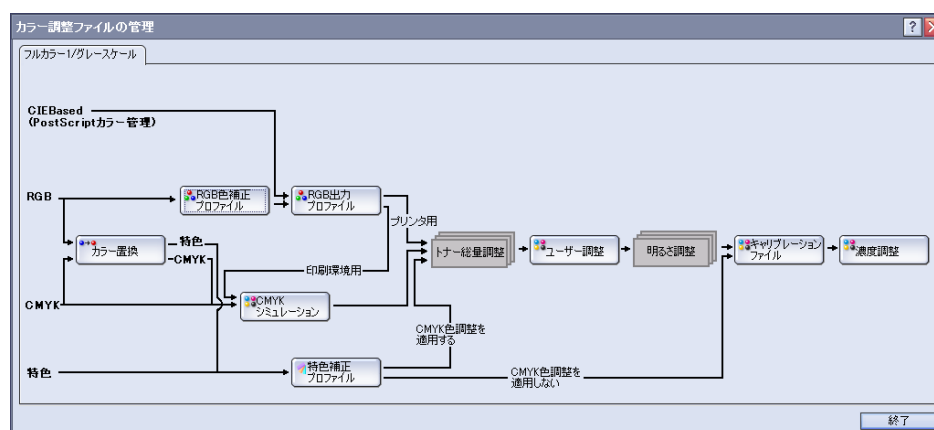 カラー調整ファイルの管理
?
フルカラー1/グレースケール
CIEBased
(PostScriptカラー管理)
RGB
RGB色補正
プロファイル
RGB出力
プロファイル
プリンタ用
カラー置換
特色
CMYK
印刷環境用
トナー総量調整
ユーザー調整
明るさ調整
キャリブレーション
ファイル
濃度調整
CMYK
CMYK
シミュレーション
CMYK色調整を
適用する
特色
特色補正
プロファイル
CMYK色調整を
適用しない
終了